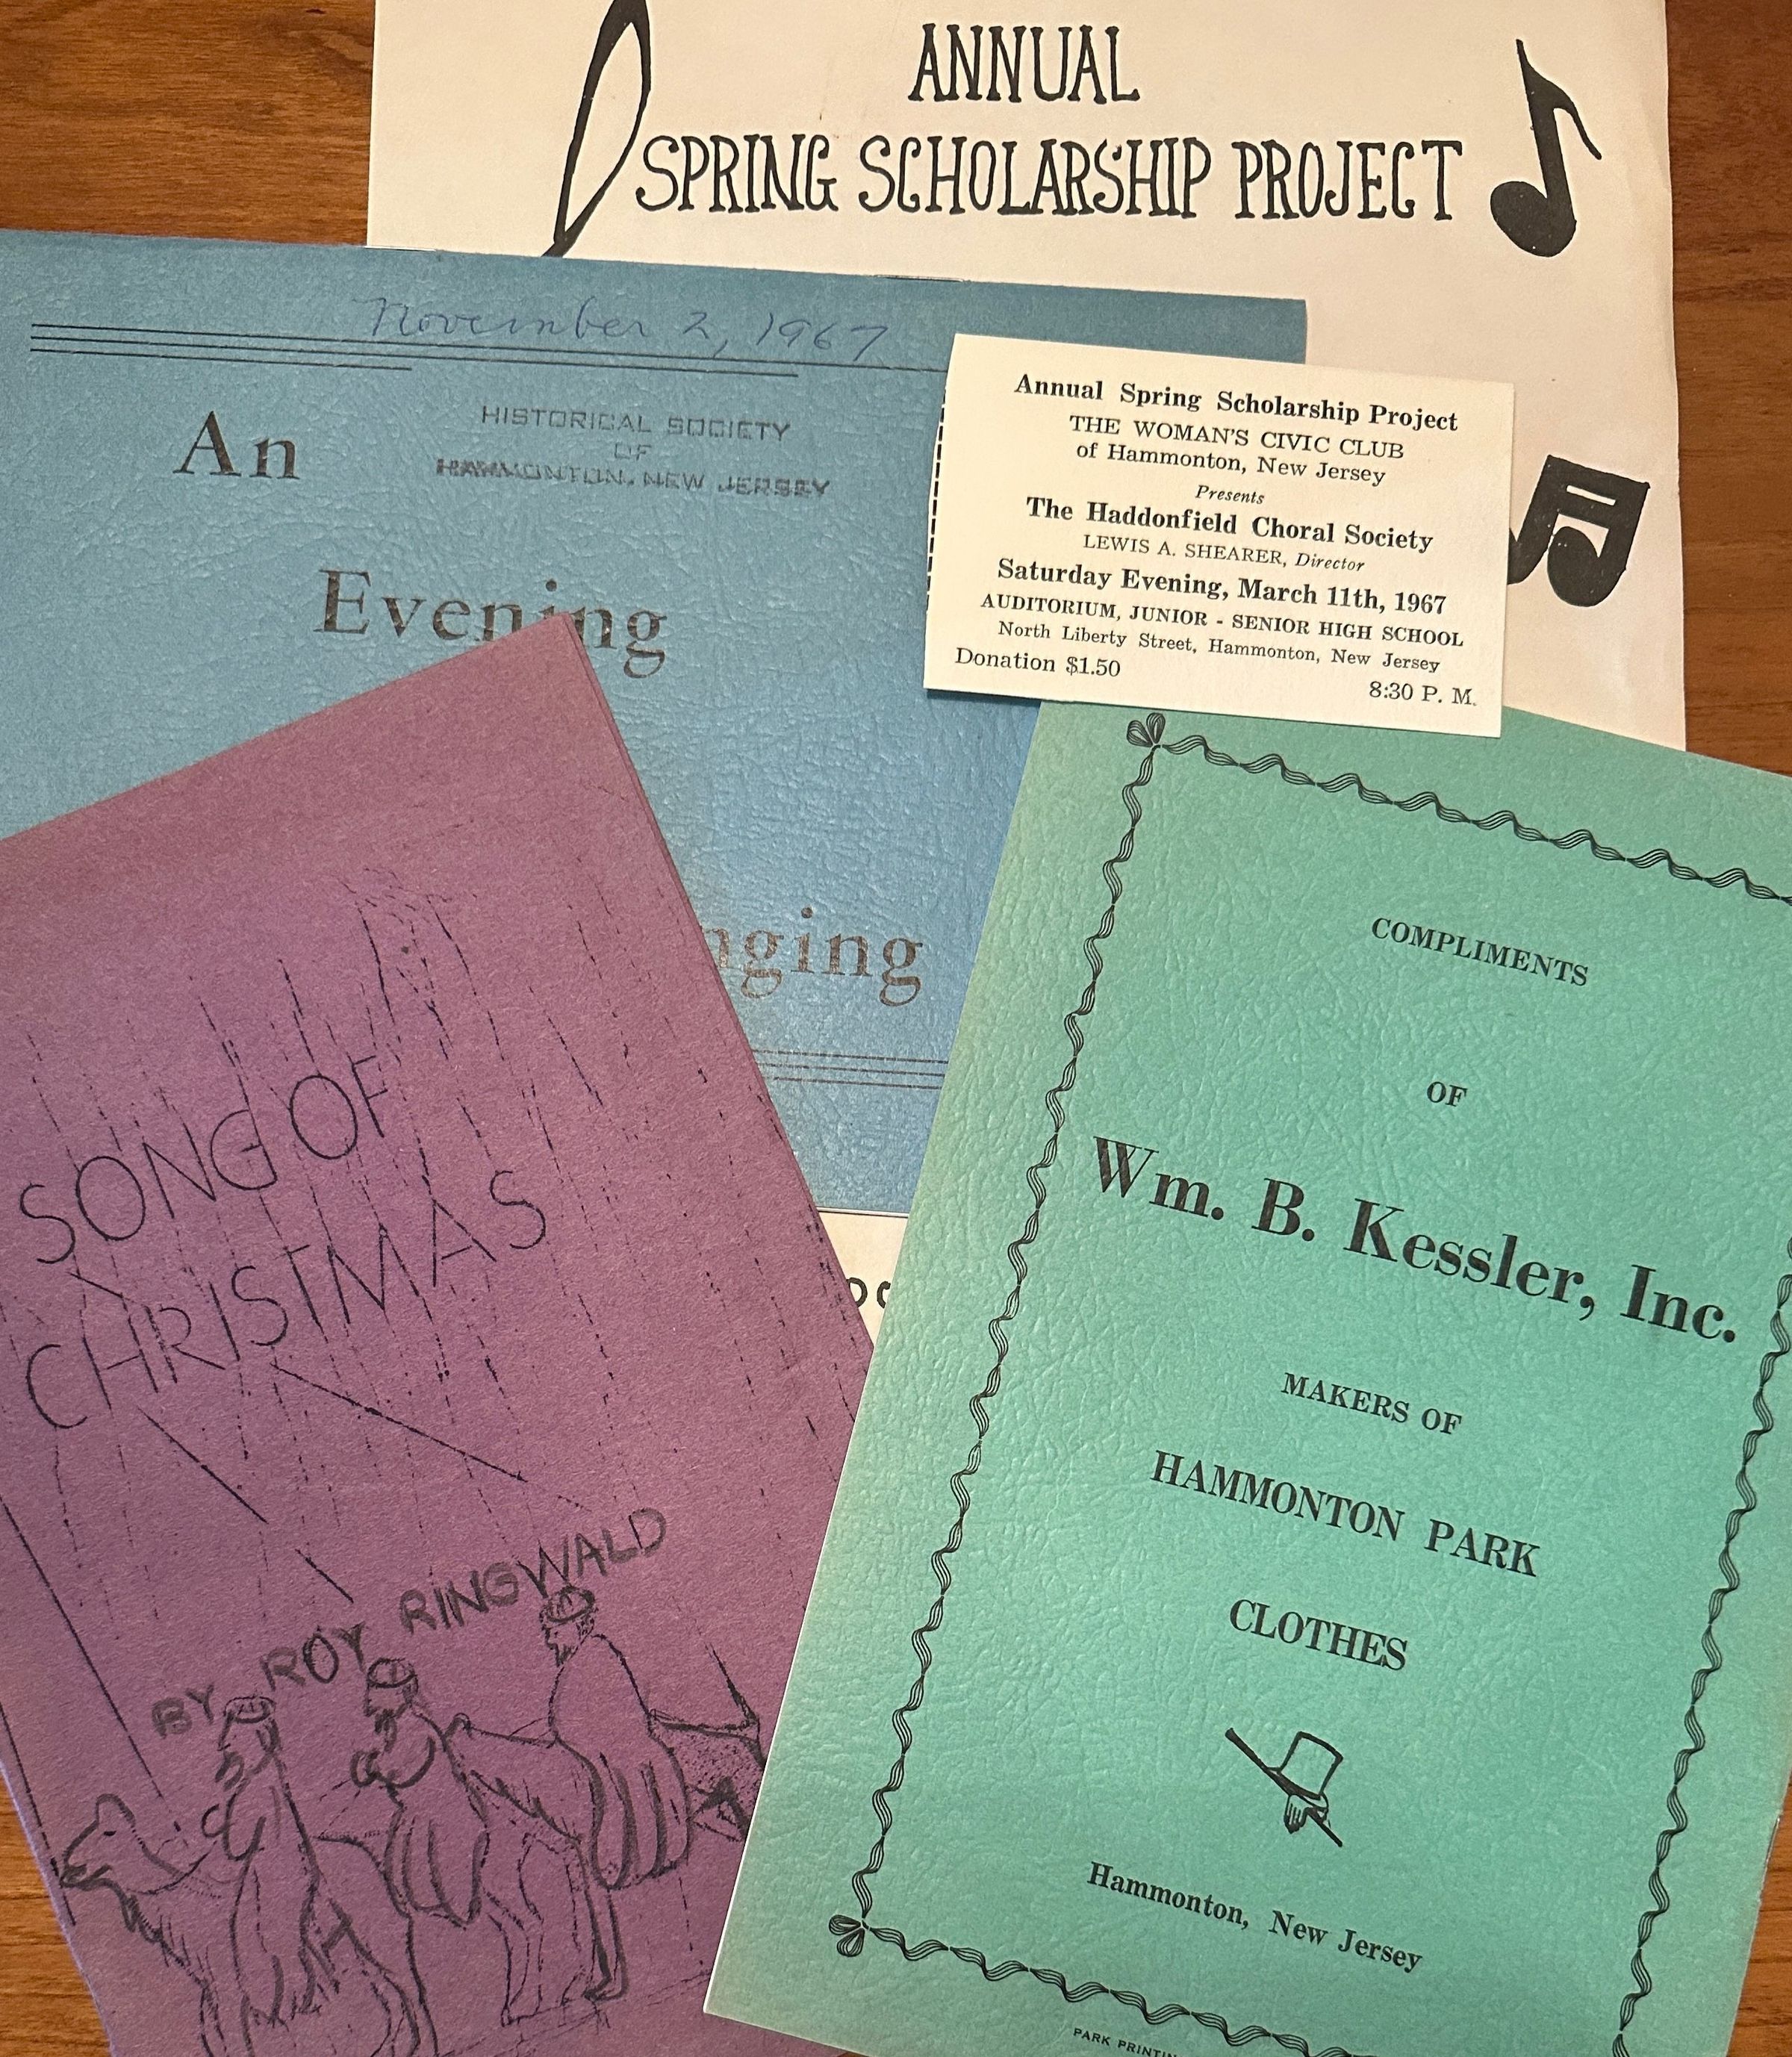 ANNUAL
SPRING SCHOLARSHIP PROJECT
November 2, 1967
An
HISTORICAL SOCIETY
OF
HAMMONTON, NEW JERSEY
Evening
nging
Annual Spring Scholarship Project
THE WOMAN'S CIVIC CLUB
of Hammonton, New Jersey
Presents
The Haddonfield Choral Society
LEWIS A. SHEARER, Director
Saturday Evening, March 11th, 1967
AUDITORIUM, JUNIOR - SENIOR HIGH SCHOOL
North Liberty Street, Hammonton, New Jersey
Donation $1.50
8:30 P. M.
SONG OF
CHRISTMAS
BY ROY RINGWALD
COMPLIMENTS
OF
Wm. B. Kessler, Inc.
MAKERS OF
HAMMONTON PARK
CLOTHES
Hammonton, New Jersey
PARK PRINTIN